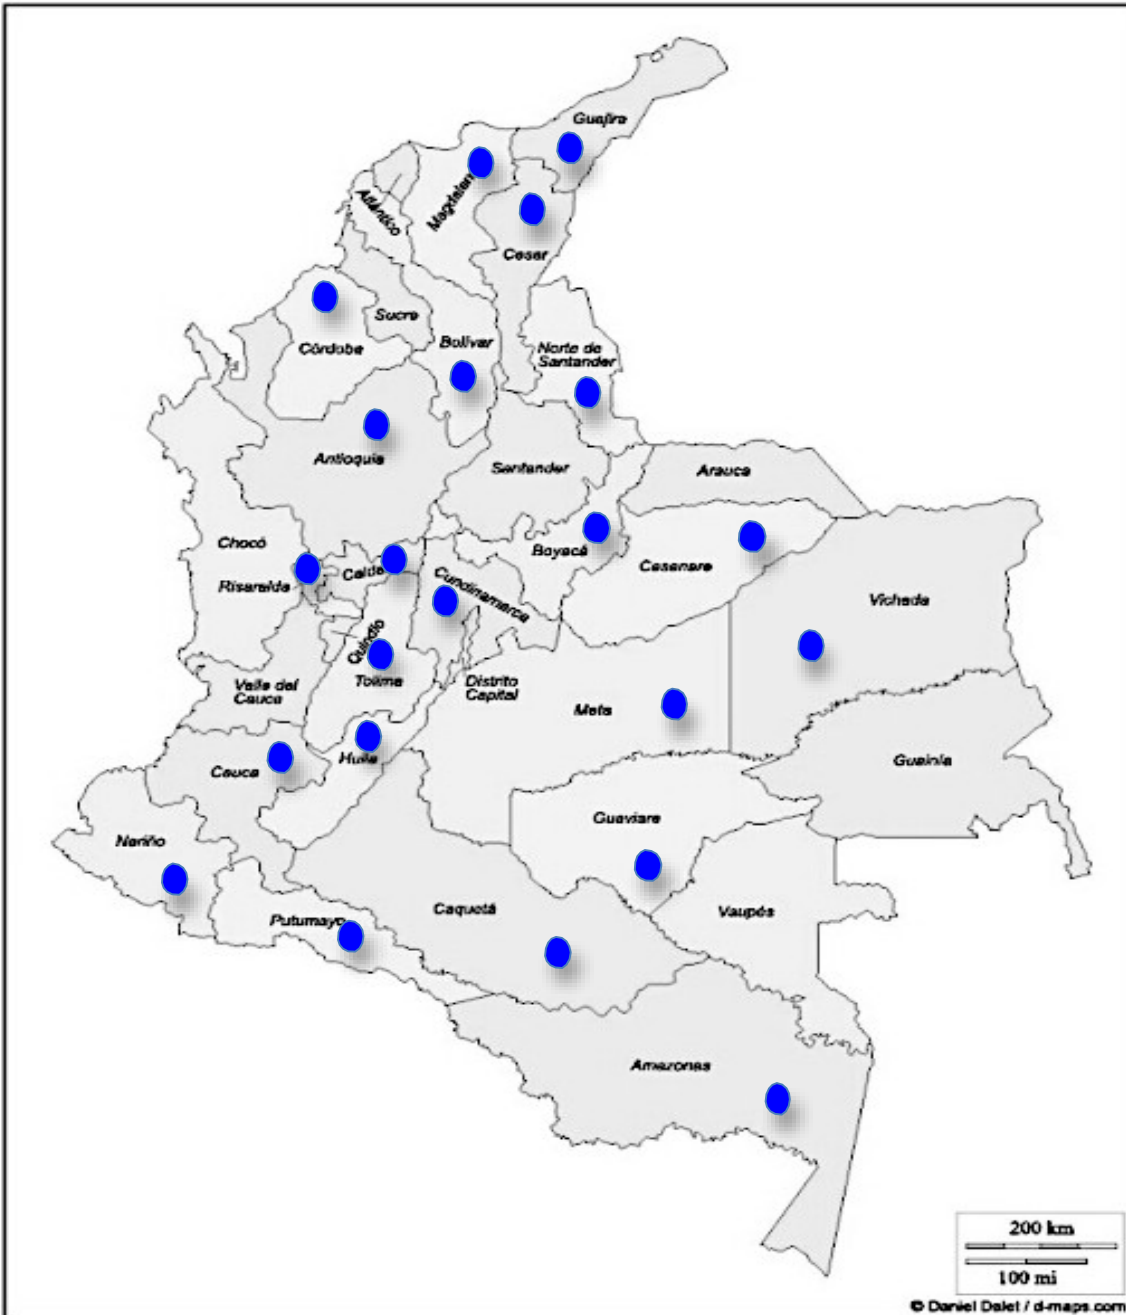 Guajira
Magdalen
Atlántico
Cesar
Sucre
Córdoba
Bolívar
Norte de
Santander
Antioquia
Santander
Arauca
Chocó
Boyacá
Risaralda
Calda
Casanare
Cundinamarca
Vichada
Quindío
Tolima
Valle del
Cauca
Distrito
Capital
Meta
Huila
Cauca
Guainía
Guaviare
Nariño
Caquetá
Vaupés
Putumayo
Amazonas
200 km
100 mi
© Daniel Dalet / d-maps.com